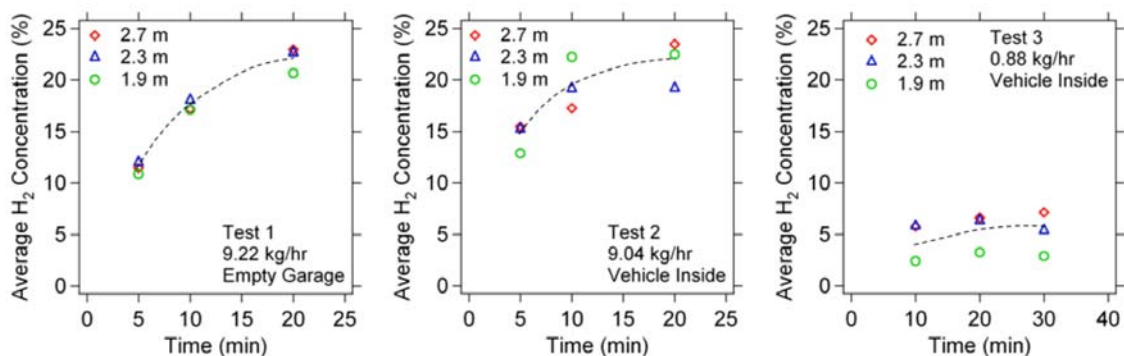 Average H₂ Concentration (%)
25
20
15
10
5
0
2.7 m
2.3 m
1.9 m
Test 1
9.22 kg/hr
Empty Garage
0 5 10 15 20 25
Time (min)
Average H₂ Concentration (%)
25
20
15
10
5
0
2.7 m
2.3 m
1.9 m
Test 2
9.04 kg/hr
Vehicle Inside
0 5 10 15 20 25
Time (min)
Average H₂ Concentration (%)
25
20
15
10
5
0
2.7 m
2.3 m
1.9 m
Test 3
0.88 kg/hr
Vehicle Inside
0 10 20 30 40
Time (min)